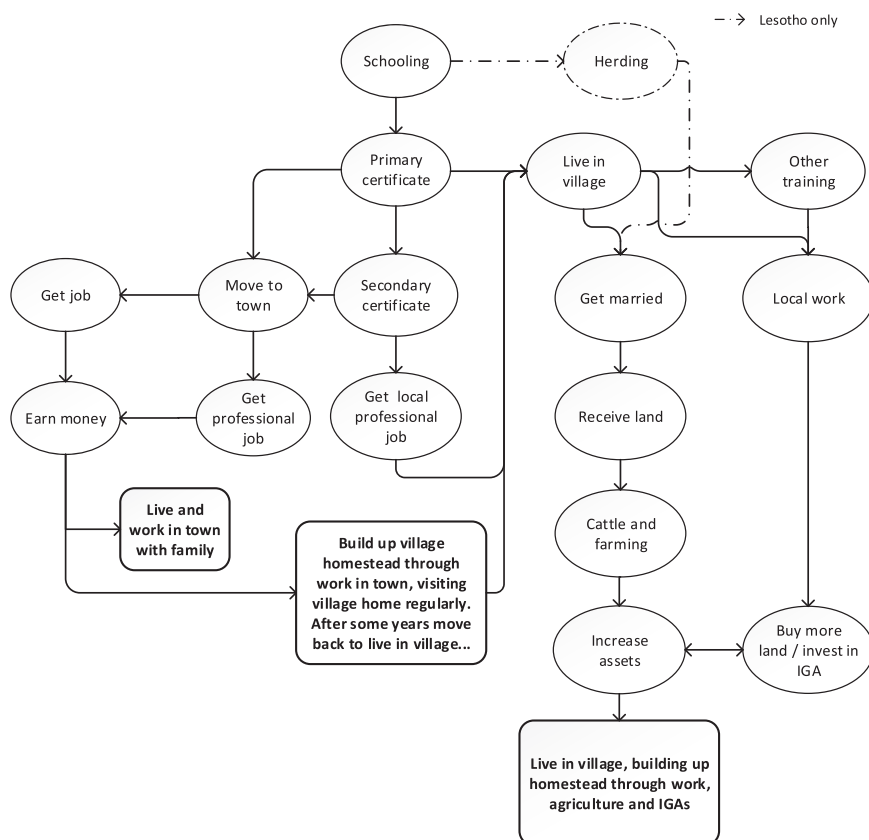 Lesotho only
Schooling
Herding
Primary
certificate
Live in
village
Other
training
Get job
Move to
town
Secondary
certificate
Get married
Local work
Earn money
Get
professional
job
Get local
professional
job
Receive land
Live and
work in town
with family
Build up village
homestead through
work in town, visiting
village home regularly.
After some years move
back to live in village...
Cattle and
farming
Increase
assets
Buy more
land / invest in
IGA
Live in village, building up
homestead through work,
agriculture and IGAs